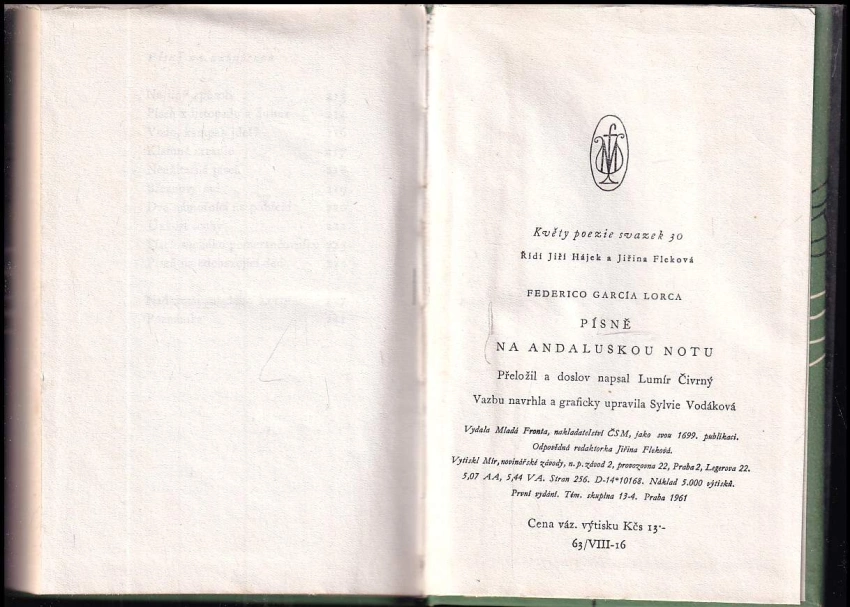 Květy poezie svazek 30
Řídí Jiří Hájek a Jiřina Fleková
FEDERICO GARCÍA LORCA
PÍSNĚ
NA ANDALUSKOU NOTU
Přeložil a doslov napsal Lumír Čivrný
Vazbu navrhla a graficky upravila Sylvie Vodáková
Vydala Mladá Fronta, nakladatelství ČSM, jako svou 1699. publikaci.
Odpovědná redaktorka Jiřina Fleková.
Vytiskl Mír, novinářské závody, n. p. závod 2, provozovna 22, Praha 2, Legerova 22.
5,07 AA, 5,44 VA. Stran 256. D-14*10168. Náklad 5.000 výtisků.
První vydání. Tém. skupina 13-4. Praha 1961
Cena váz. výtisku Kčs 13·-
63/VIII-16